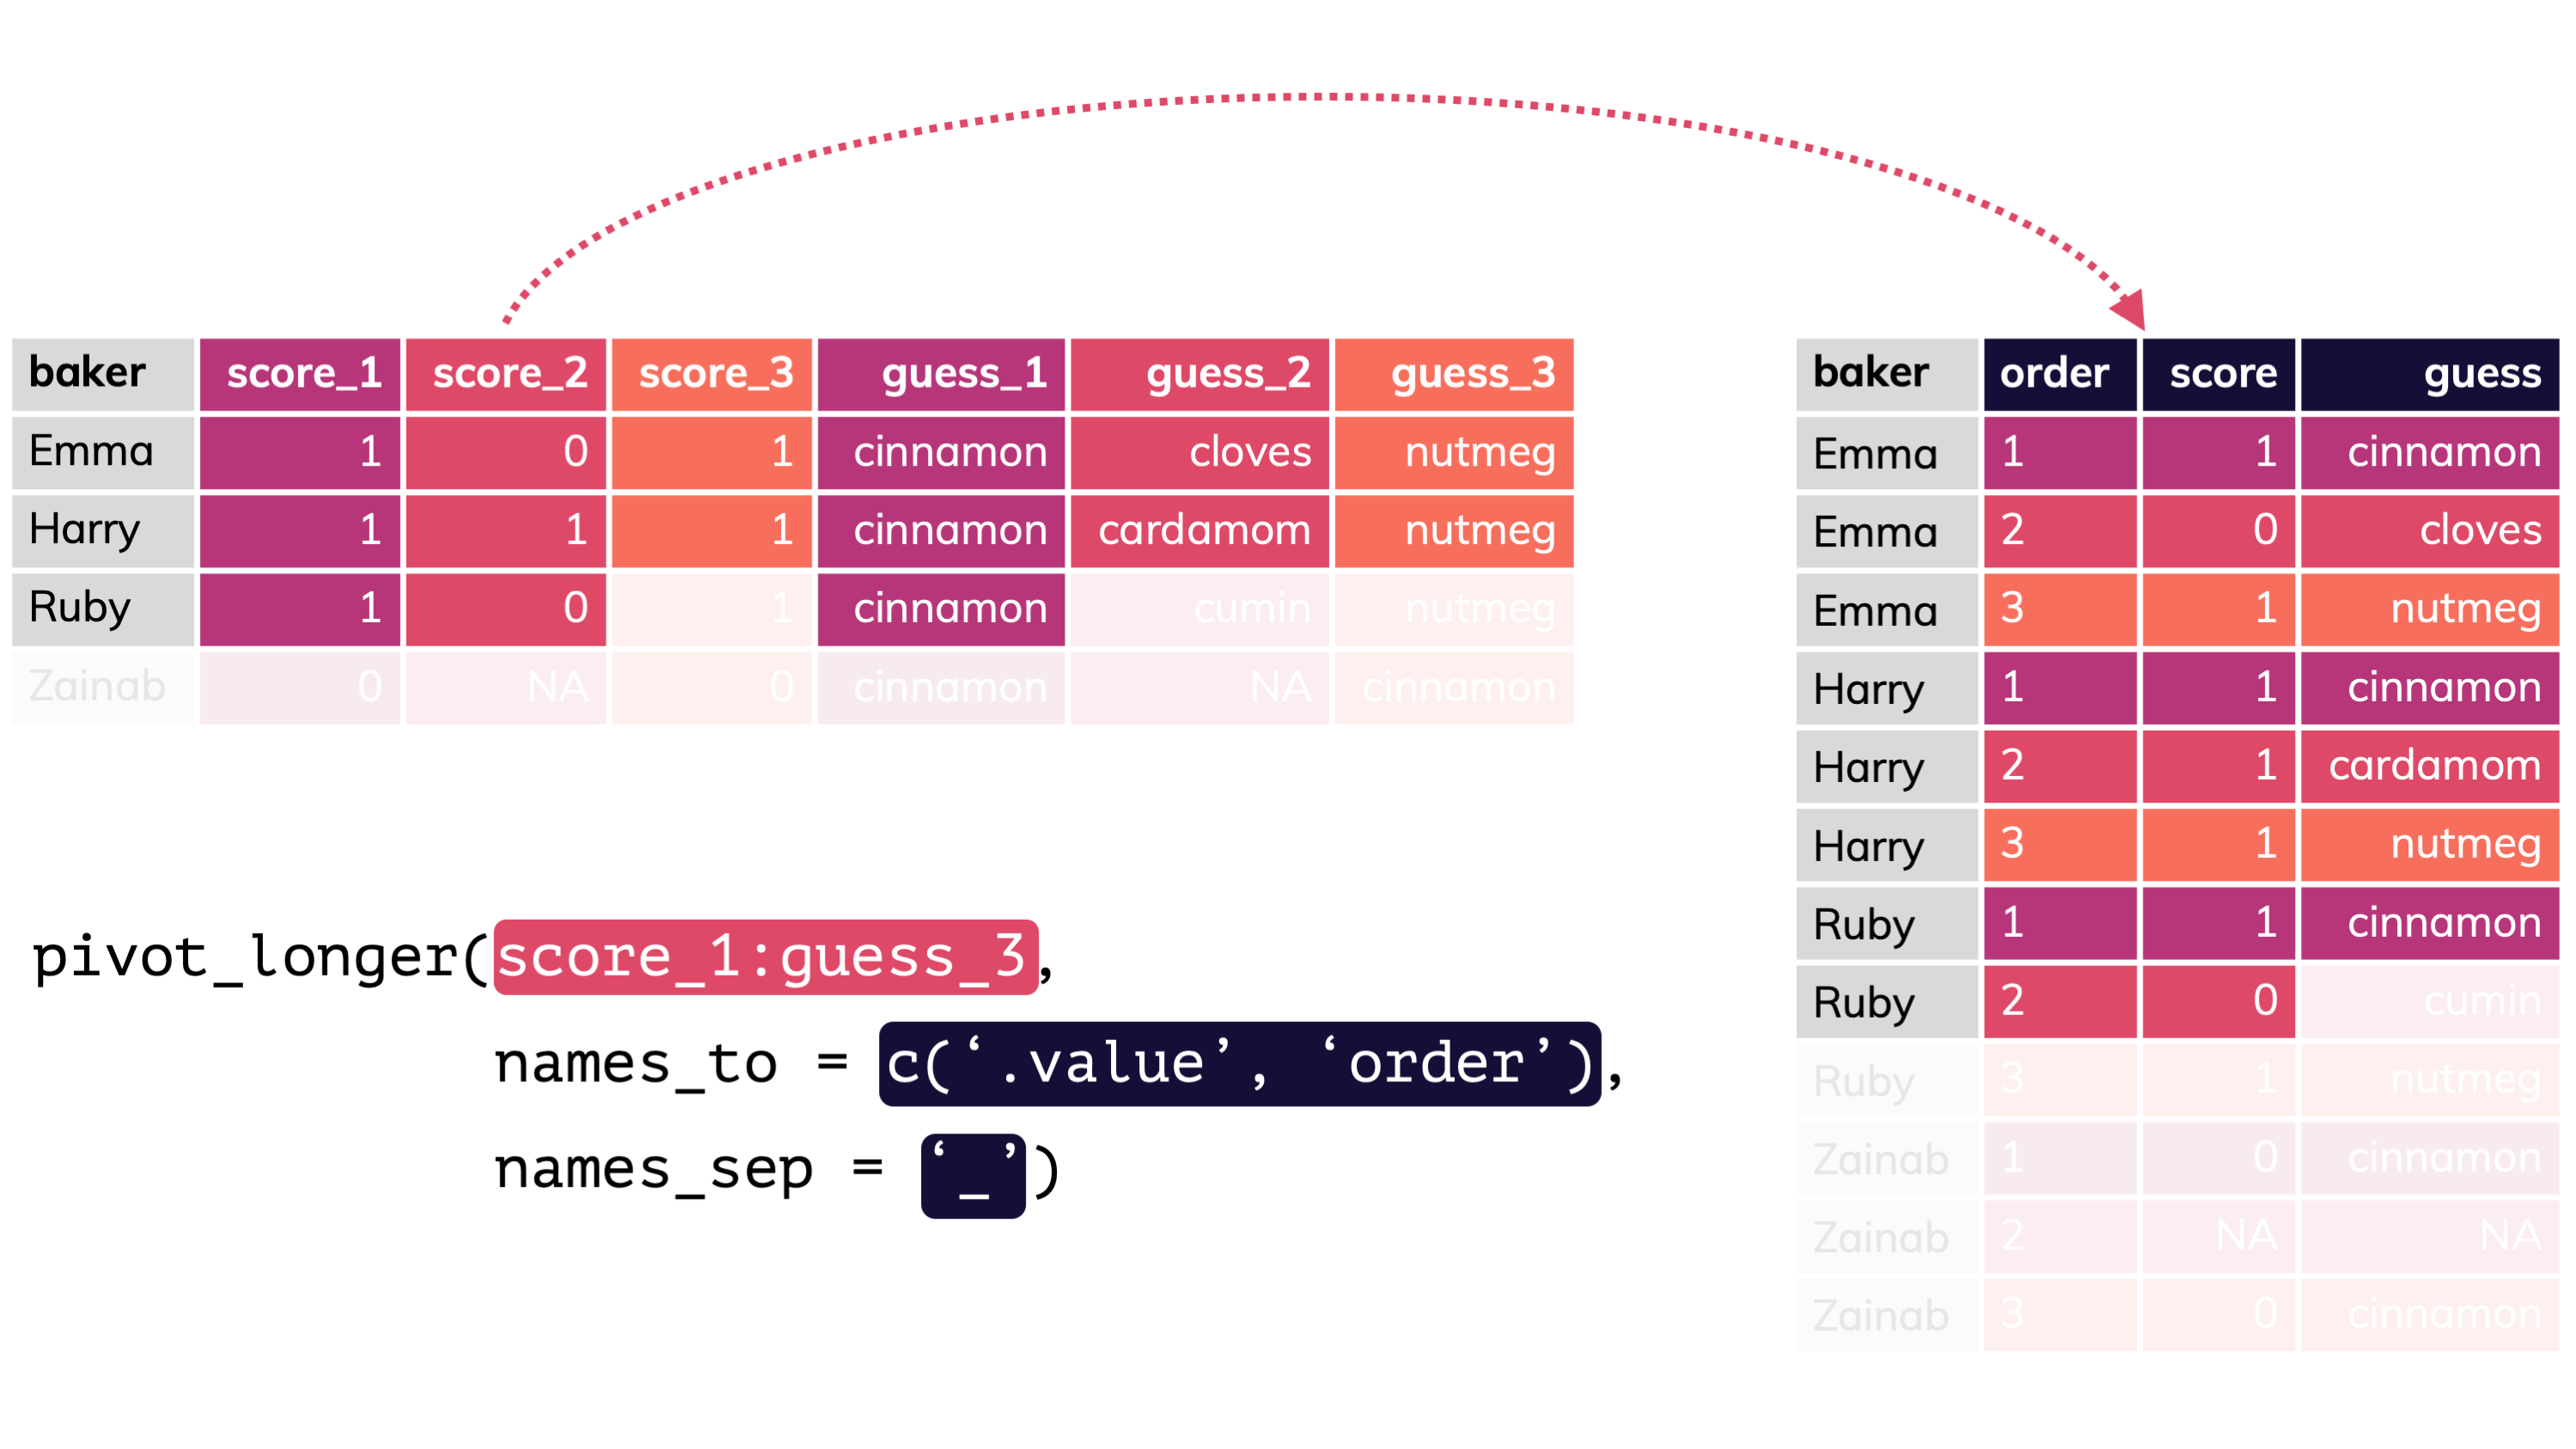 baker score_1 score_2 score_3 guess_1 guess_2 guess_3
Emma 1 0 1 cinnamon cloves nutmeg
Harry 1 1 1 cinnamon cardamom nutmeg
Ruby 1 0 1 cinnamon cumin nutmeg
Zainab 0 NA 0 cinnamon NA cinnamon
pivot_longer(score_1:guess_3,
names_to = c(‘.value’, ‘order’),
names_sep = ‘_’)
baker order score guess
Emma 1 1 cinnamon
Emma 2 0 cloves
Emma 3 1 nutmeg
Harry 1 1 cinnamon
Harry 2 1 cardamom
Harry 3 1 nutmeg
Ruby 1 1 cinnamon
Ruby 2 0 cumin
Ruby 3 1 nutmeg
Zainab 1 0 cinnamon
Zainab 2 NA NA
Zainab 3 0 cinnamon